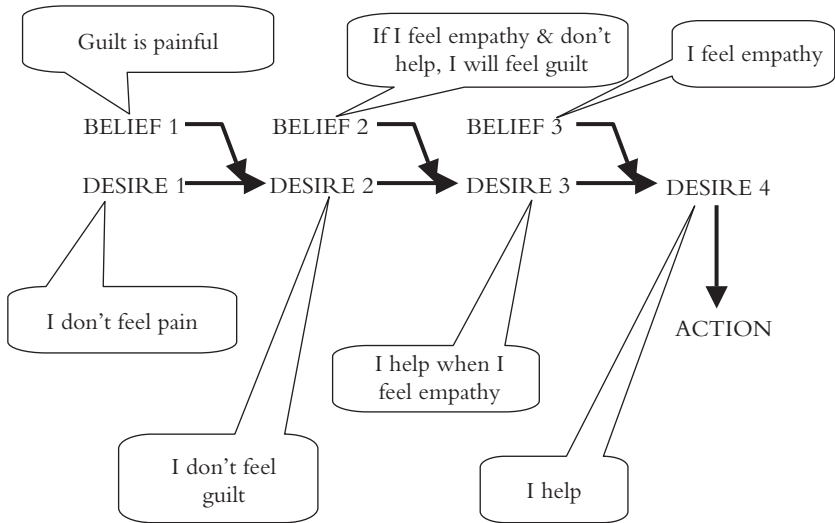 Guilt is painful
If I feel empathy & don't
help, I will feel guilt
I feel empathy
BELIEF 1
BELIEF 2
BELIEF 3
DESIRE 1
DESIRE 2
DESIRE 3
DESIRE 4
I don't feel pain
ACTION
I help when I
feel empathy
I don't feel
guilt
I help